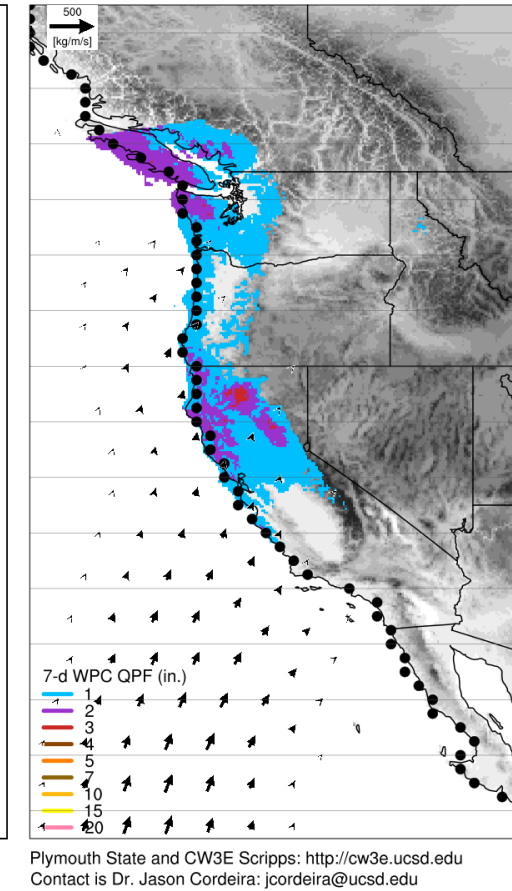 500
[kg/m/s]
7-d WPC QPF (in.)
1
2
3
4
5
7
10
15
20
Plymouth State and CW3E Scripps: http://cw3e.ucsd.edu
Contact is Dr. Jason Cordeira: jcordeira@ucsd.edu